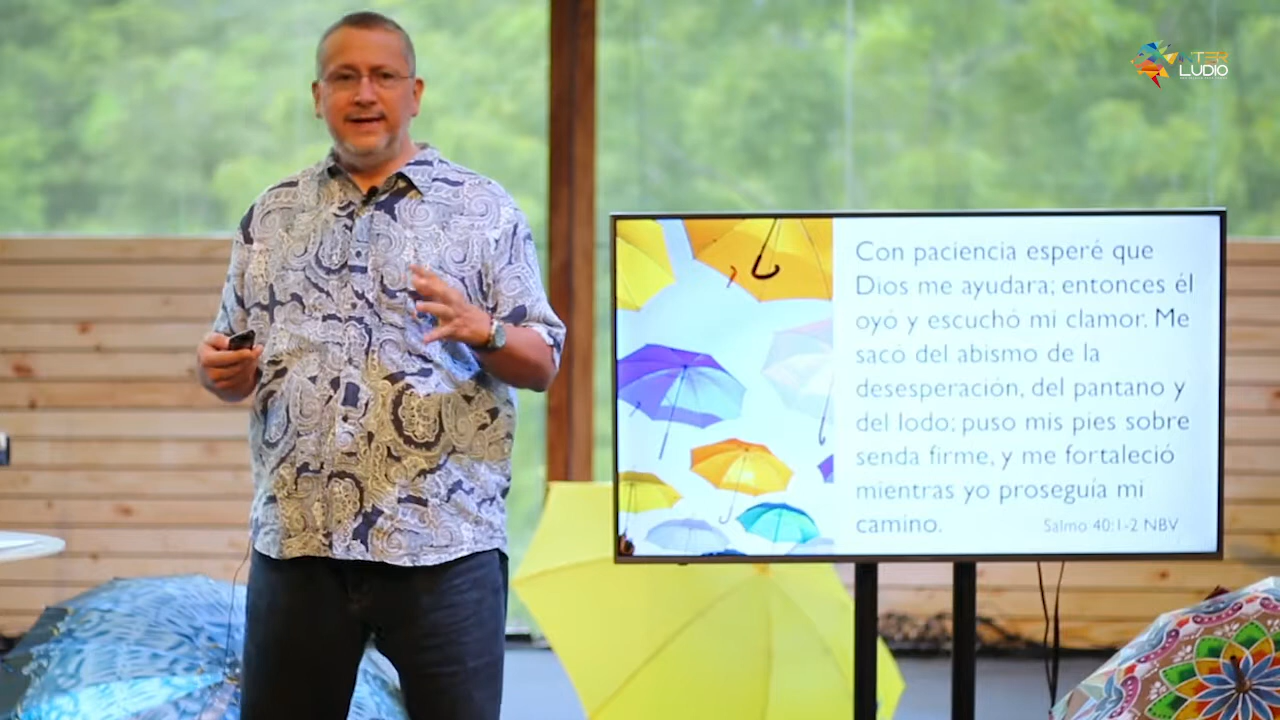 INTER
LUDIO
Con paciencia esperé que
Dios me ayudara; entonces él
oyó y escuchó mi clamor. Me
sacó del abismo de la
desesperación, del pantano y
del lodo; puso mis pies sobre
senda firme, y me fortaleció
mientras yo proseguía mi
camino.
Salmo 40:1-2 NBV